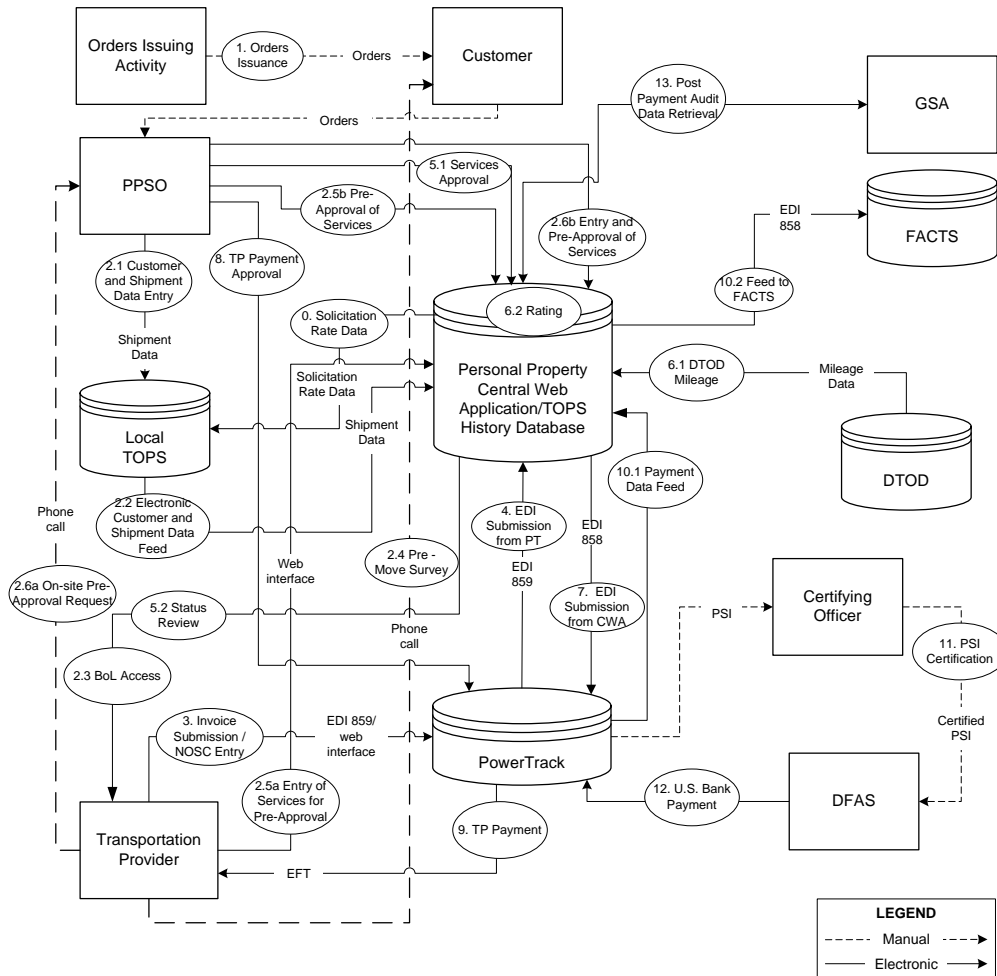 Orders Issuing
Activity
1. Orders
Issuance
Orders
Customer
13. Post
Payment Audit
Data Retrieval
GSA
Orders
PPSO
5.1 Services
Approval
2.5b Pre-
Approval of
Services
2.6b Entry and
Pre-Approval of
Services
EDI
858
FACTS
8. TP Payment
Approval
2.1 Customer
and Shipment
Data Entry
10.2 Feed to
FACTS
0. Solicitation
Rate Data
6.2 Rating
Shipment
Data
Solicitation
Rate Data
Personal Property
Central Web
Application/TOPS
History Database
6.1 DTOD
Mileage
Mileage
Data
Shipment
Data
Local
TOPS
DTOD
10.1 Payment
Data Feed
2.2 Electronic
Customer and
Shipment Data
Feed
Phone
call
4. EDI
Submission
from PT
EDI
858
Web
interface
2.4 Pre -
Move Survey
EDI
859
2.6a On-site Pre-
Approval Request
5.2 Status
Review
7. EDI
Submission
from CWA
PSI
Certifying
Officer
Phone
call
11. PSI
Certification
2.3 BoL Access
3. Invoice
Submission /
NOSC Entry
EDI 859/
web
interface
Certified
PSI
PowerTrack
2.5a Entry of
Services for
Pre-Approval
12. U.S. Bank
Payment
DFAS
Transportation
Provider
9. TP Payment
EFT
LEGEND
Manual
Electronic